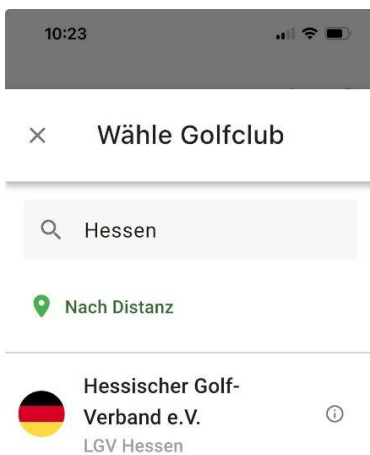 10:23
Wähle Golfclub
Hessen
Nach Distanz
Hessischer Golf-
Verband e.V.
LGV Hessen